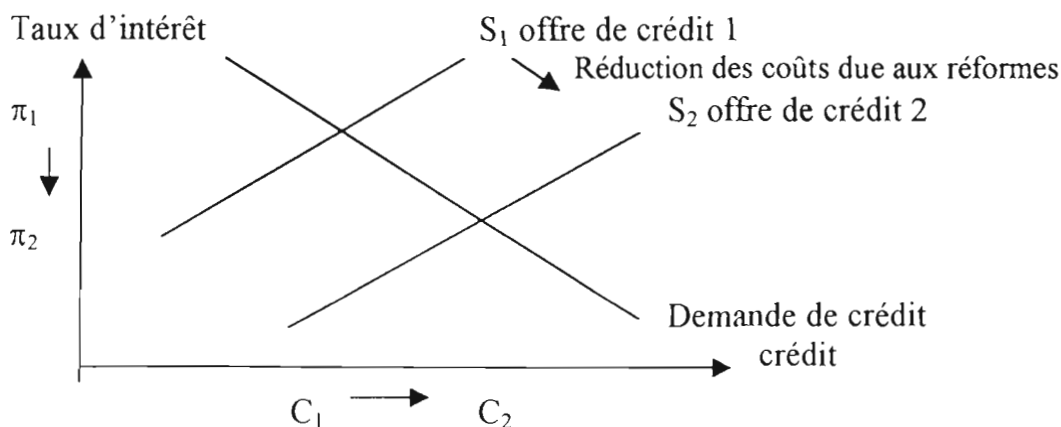 Taux d'intérêt
S₁ offre de crédit 1
Réduction des coûts due aux réformes
π₁
S₂ offre de crédit 2
π₂
Demande de crédit
crédit
C₁
C₂